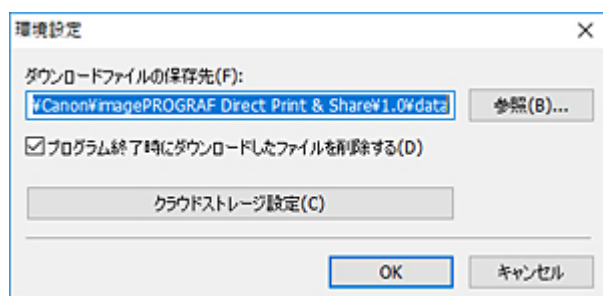 環境設定
ダウンロードファイルの保存先(F):
¥Canon¥imagePROGRAF Direct Print & Share¥1.0¥data
参照(B)...
プログラム終了時にダウンロードしたファイルを削除する(D)
クラウドストレージ設定(C)
OK
キャンセル